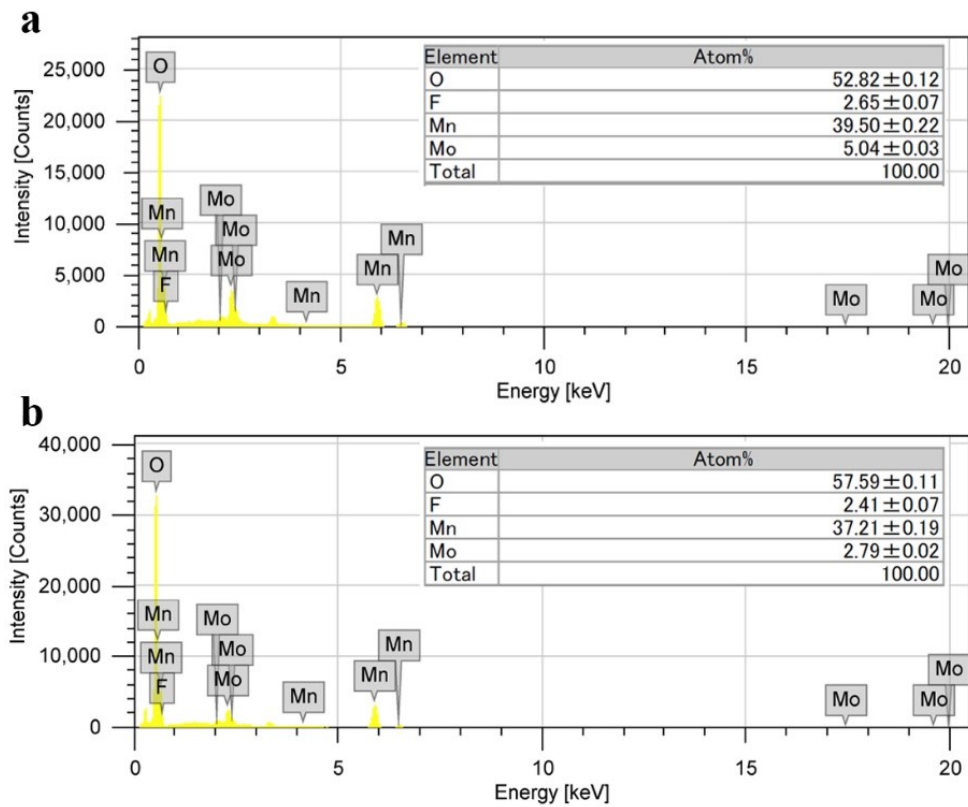 a
25,000
20,000
15,000
10,000
5,000
0
Intensity [Counts]
O
Mn
Mn
F
Mo
Mo
Mo
Mn
Mn
Mn
Mo
Mo
Mo
Element Atom%
O 52.82±0.12
F 2.65±0.07
Mn 39.50±0.22
Mo 5.04±0.03
Total 100.00
0 5 10 15 20
Energy [keV]
b
40,000
30,000
20,000
10,000
0
Intensity [Counts]
O
Mn
Mn
F
Mo
Mo
Mo
Mn
Mn
Mn
Mo
Mo
Mo
Element Atom%
O 57.59±0.11
F 2.41±0.07
Mn 37.21±0.19
Mo 2.79±0.02
Total 100.00
0 5 10 15 20
Energy [keV]